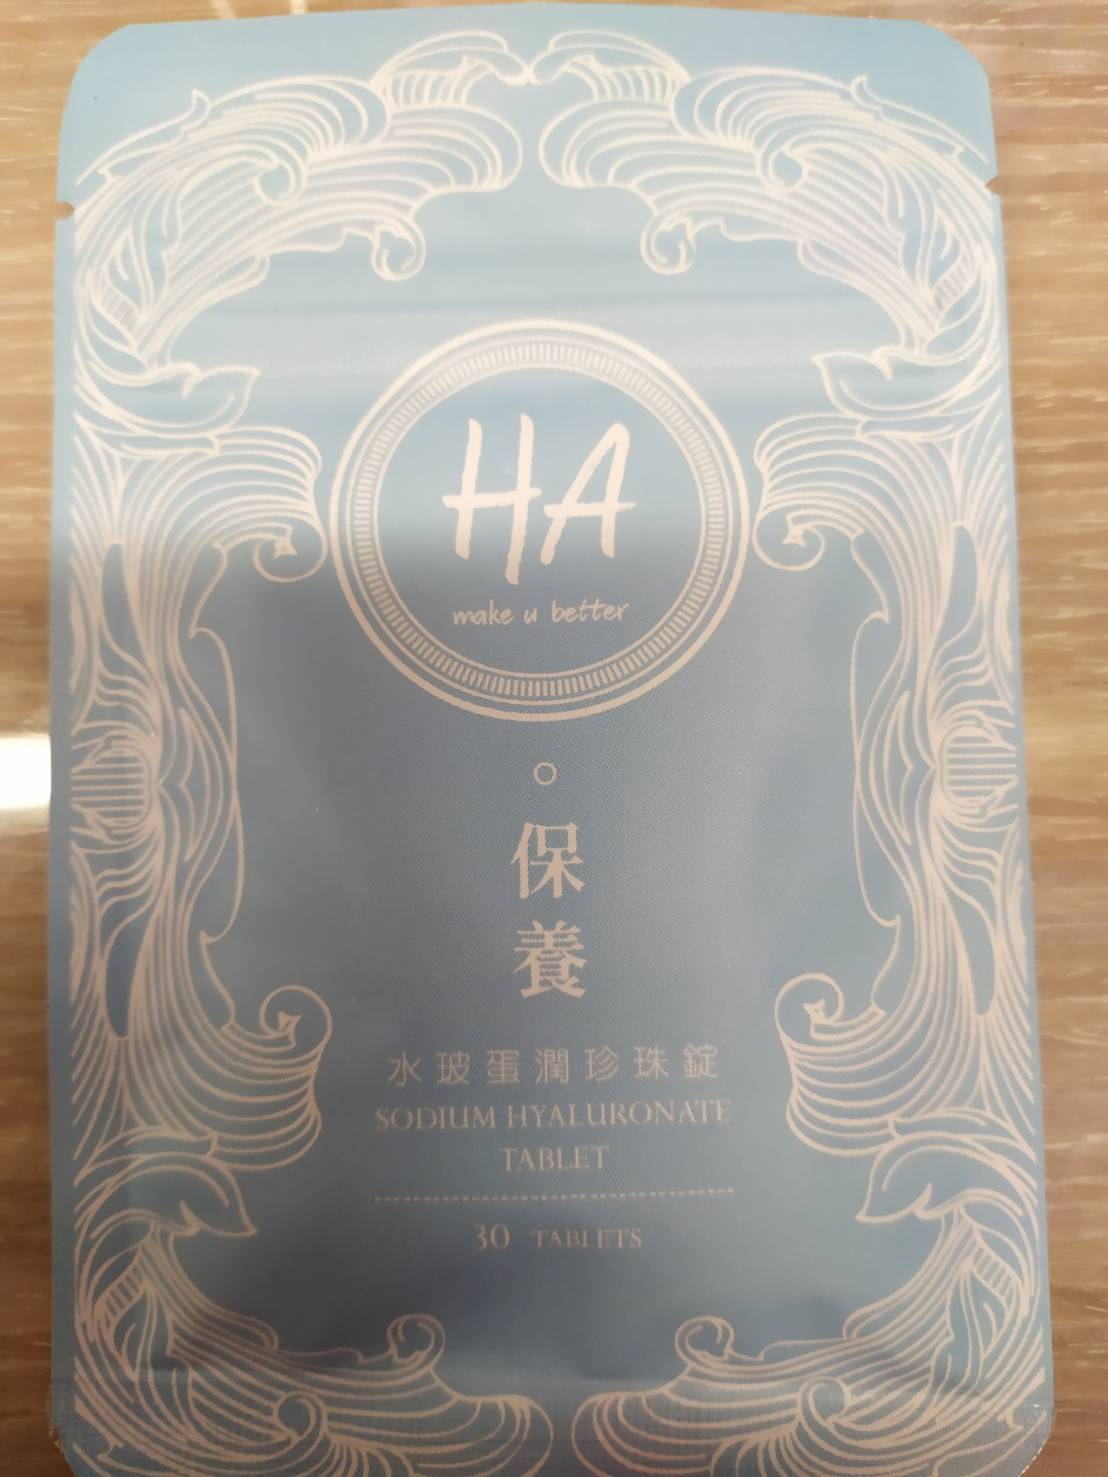 HA
make u better
保養
水玻蛋潤珍珠錠
SODIUM HYALURONATE
TABLET
30 TABLETS